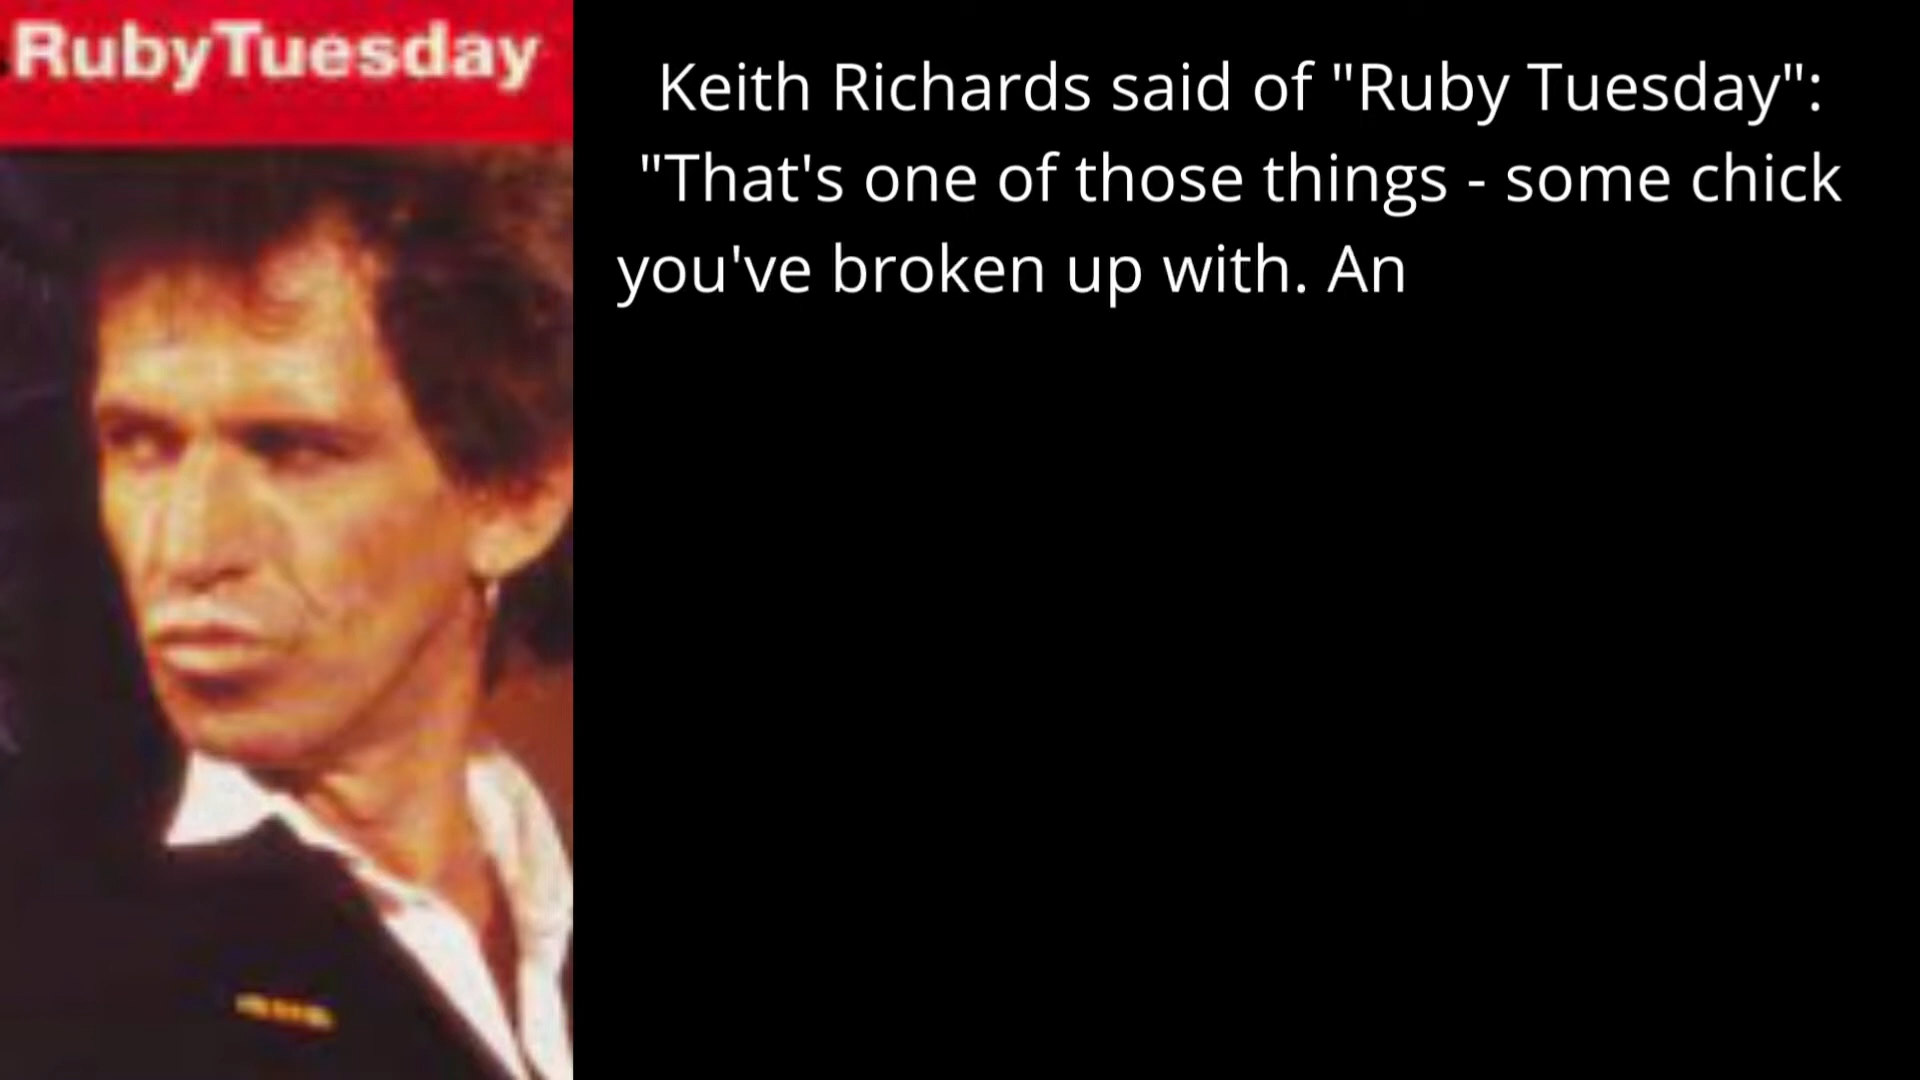 RubyTuesday
Keith Richards said of "Ruby Tuesday":
"That's one of those things - some chick
you've broken up with. An